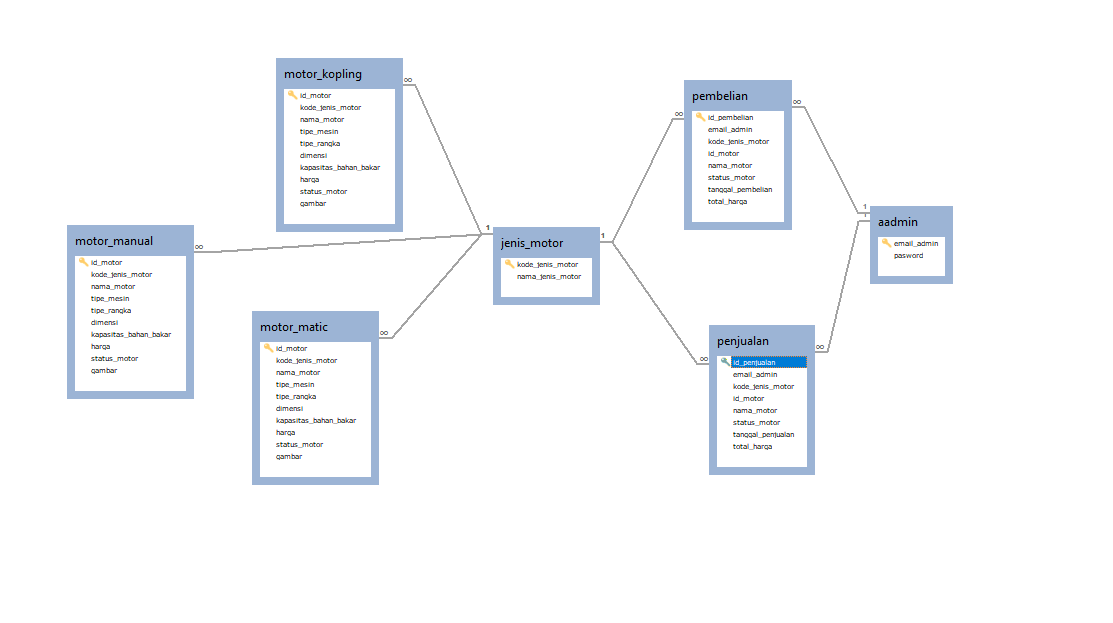 motor_kopling
id_motor
kode_jenis_motor
nama_motor
tipe_mesin
tipe_rangka
dimensi
kapasitas_bahan_bakar
harga
status_motor
gambar
∞
motor_manual
id_motor
kode_jenis_motor
nama_motor
tipe_mesin
tipe_rangka
dimensi
kapasitas_bahan_bakar
harga
status_motor
gambar
∞
motor_matic
id_motor
kode_jenis_motor
nama_motor
tipe_mesin
tipe_rangka
dimensi
kapasitas_bahan_bakar
harga
status_motor
gambar
∞
1
jenis_motor
kode_jenis_motor
nama_jenis_motor
1
∞
pembelian
id_pembelian
email_admin
kode_jenis_motor
id_motor
nama_motor
status_motor
tanggal_pembelian
total_harga
∞
∞
penjualan
id_penjualan
email_admin
kode_jenis_motor
id_motor
nama_motor
status_motor
tanggal_penjualan
total_harga
∞
1
1
aadmin
email_admin
pasword